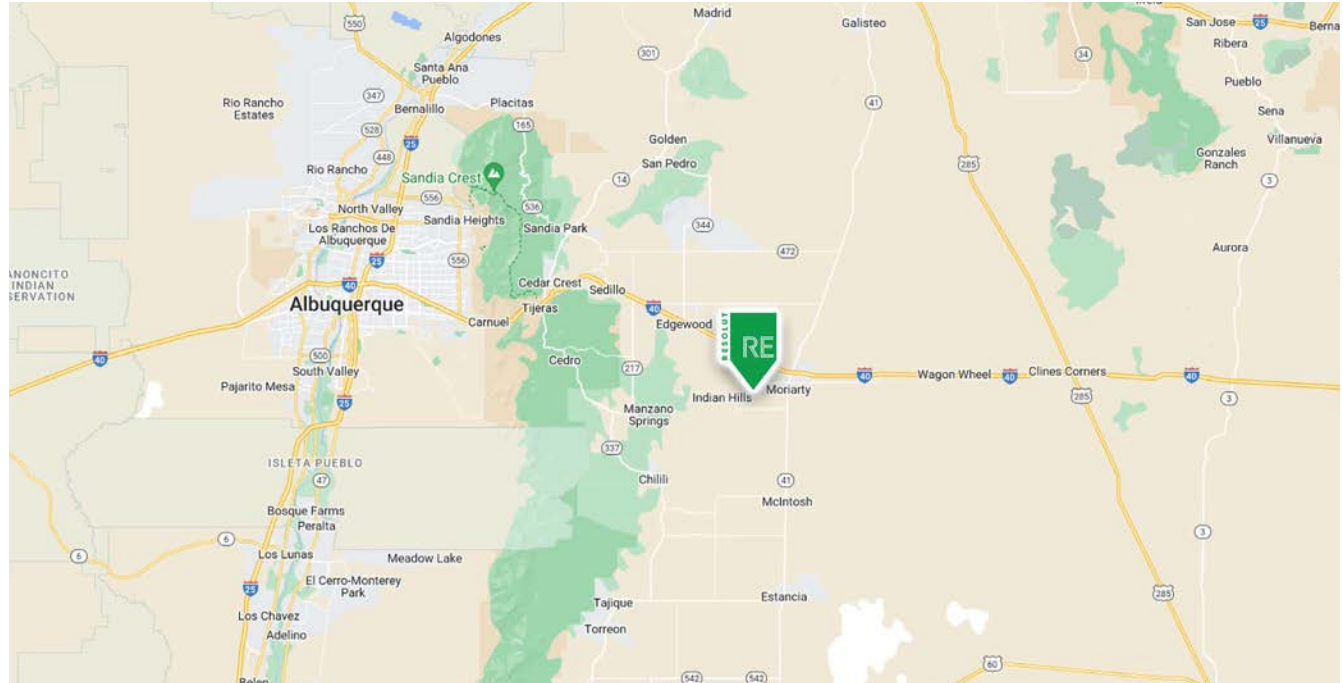 Madrid
Galisteo
550
25
San Jose
Algodones
Ribera
301
34
Santa Ana
Pueblo
Pueblo
347
Rio Rancho
Estates
Bernalillo
Placitas
41
Sena
165
528
Golden
Villanueva
25
285
448
San Pedro
Gonzales
Ranch
Rio Rancho
Sandia Crest
14
3
556
North Valley
536
Sandia Heights
344
Los Ranchos De
Albuquerque
Sandia Park
Aurora
25
556
472
INDIAN
40
Cedar Crest
Sedillo
Albuquerque
Tijeras
40
RESOLUT
RE
Carnuel
Edgewood
500
40
Cedro
South Valley
217
40
Wagon Wheel
40
Clines Corners
40
Pajarito Mesa
Indian Hills
Moriarty
25
Manzano
Springs
285
3
337
ISLETA PUEBLO
47
Chilili
41
McIntosh
Bosque Farms
Peralta
6
6
3
Los Lunas
Meadow Lake
El Cerro-Monterey
Park
25
285
Los Chavez
Tajique
Estancia
Adelino
Torreon
60
542
542
Belen